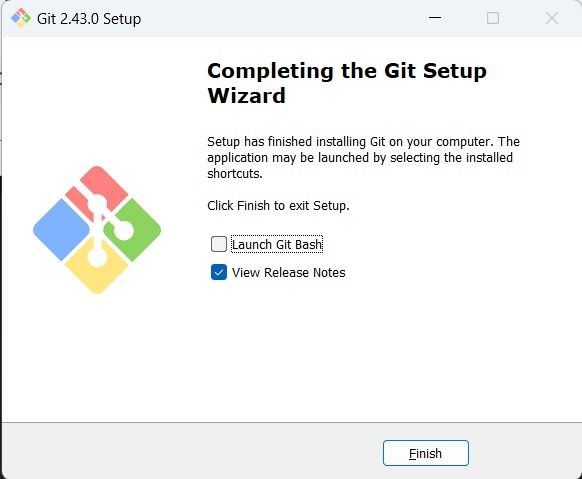 Git 2.43.0 Setup
Completing the Git Setup
Wizard
Setup has finished installing Git on your computer. The
application may be launched by selecting the installed
shortcuts.
Click Finish to exit Setup.
Launch Git Bash
View Release Notes
Finish